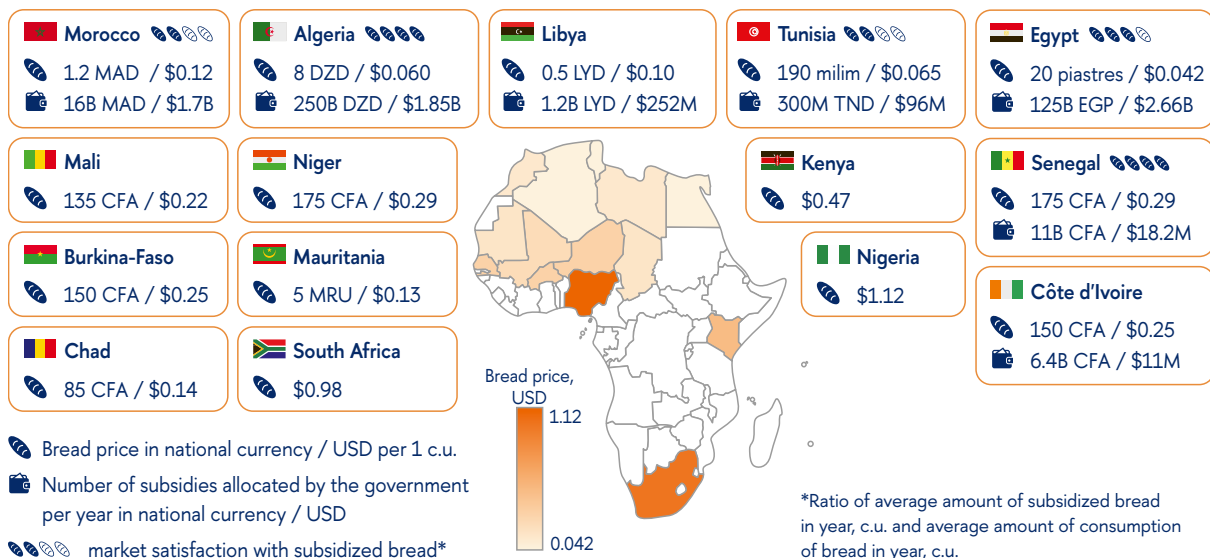 Morocco
1.2 MAD / $0.12
16B MAD / $1.7B
Algeria
8 DZD / $0.060
250B DZD / $1.85B
Libya
0.5 LYD / $0.10
1.2B LYD / $252M
Tunisia
190 milim / $0.065
300M TND / $96M
Egypt
20 piastres / $0.042
125B EGP / $2.66B
Mali
135 CFA / $0.22
Niger
175 CFA / $0.29
Kenya
$0.47
Senegal
175 CFA / $0.29
11B CFA / $18.2M
Burkina-Faso
150 CFA / $0.25
Mauritania
5 MRU / $0.13
Nigeria
$1.12
Côte d'Ivoire
150 CFA / $0.25
6.4B CFA / $11M
Chad
85 CFA / $0.14
South Africa
$0.98
Bread price,
USD
1.12
0.042
Bread price in national currency / USD per 1 c.u.
Number of subsidies allocated by the government
per year in national currency / USD
market satisfaction with subsidized bread*
*Ratio of average amount of subsidized bread
in year, c.u. and average amount of consumption
of bread in year, c.u.